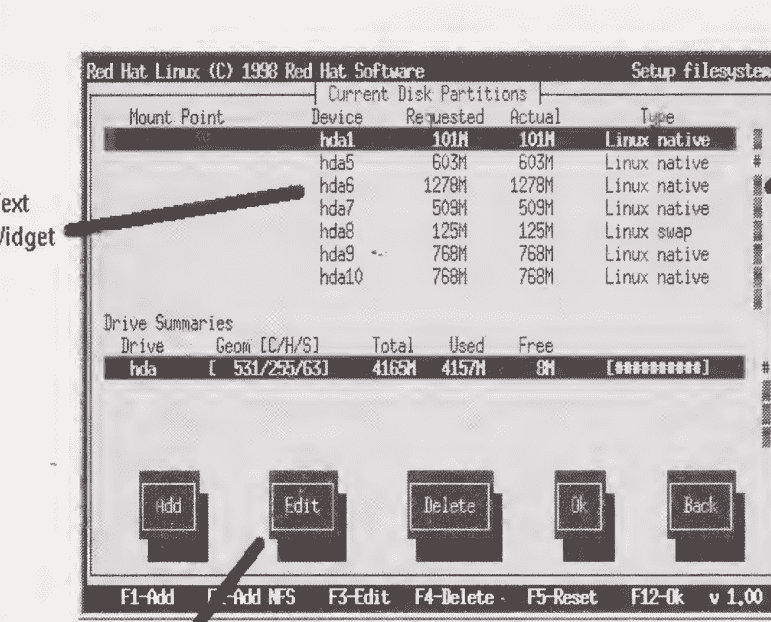 Red Hat Linux (C) 1998 Red Hat Software Setup filesystem
Current Disk Partitions
Mount Point Device Requested Actual Type
hda1 101M 101M Linux native
hda5 603M 603M Linux native #
hda6 1278M 1278M Linux native
hda7 509M 509M Linux native
hda8 125M 125M Linux swap
hda9 768M 768M Linux native
hda10 768M 768M Linux native
ext
idget
Drive Summaries
Drive Geom [C/H/S] Total Used Free
hda [ 531/255/63] 4165M 4157M 8M [##########] #
Add Edit Delete Ok Back
F1-Add -Add NFS F3-Edit F4-Delete F5-Reset F12-Ok v 1.00